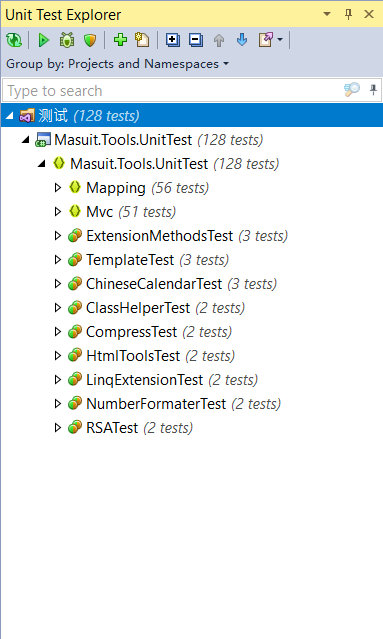 Unit Test Explorer
Group by: Projects and Namespaces
Type to search
测试 (128 tests)
Masuit.Tools.UnitTest (128 tests)
Masuit.Tools.UnitTest (128 tests)
Mapping (56 tests)
Mvc (51 tests)
ExtensionMethodsTest (3 tests)
TemplateTest (3 tests)
ChineseCalendarTest (3 tests)
ClassHelperTest (2 tests)
CompressTest (2 tests)
HtmlToolsTest (2 tests)
LinqExtensionTest (2 tests)
NumberFormaterTest (2 tests)
RSATest (2 tests)